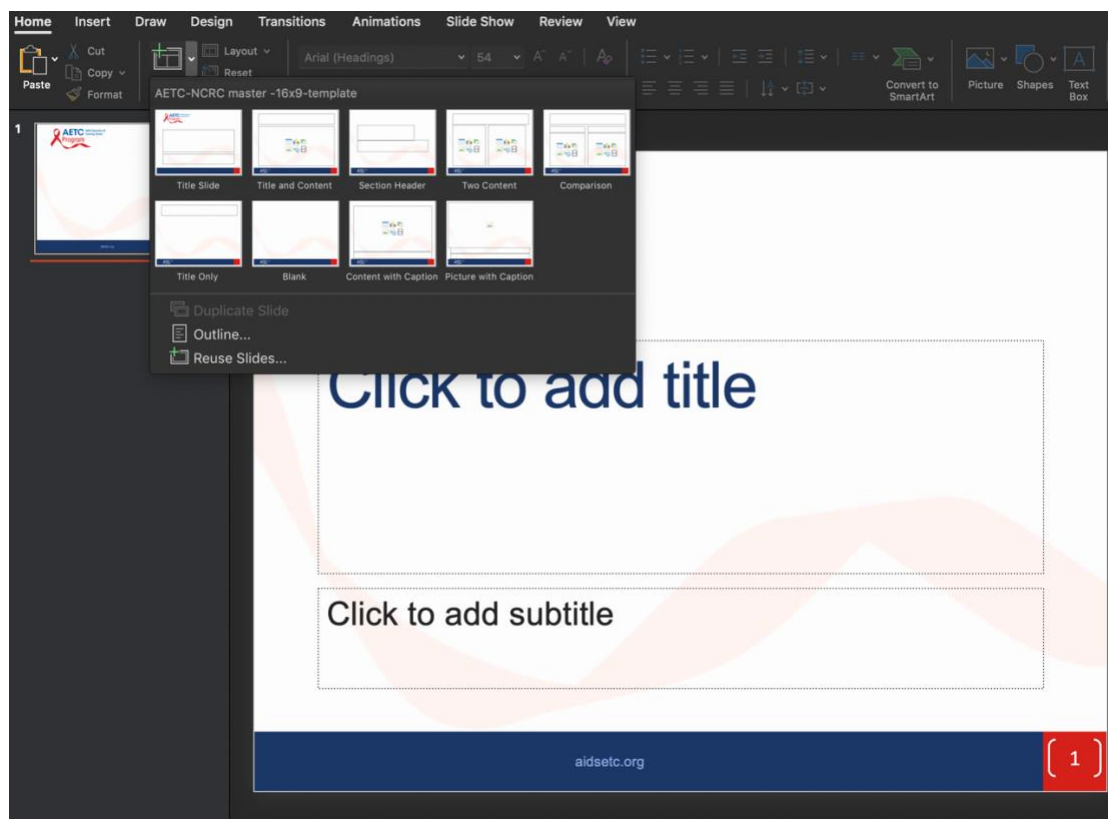 Home Insert Draw Design Transitions Animations Slide Show Review View
Cut
Copy
Format
Paste
Layout
Reset
Arial (Headings) 54
Convert to
SmartArt
Picture
Shapes
Text
Box
AETC-NCRC master -16x9-template
Title Slide Title and Content Section Header Two Content Comparison
Title Only Blank Content with Caption Picture with Caption
Duplicate Slide
Outline...
Reuse Slides...
1
AETC
Program
Click to add title
Click to add subtitle
aidsetc.org
1